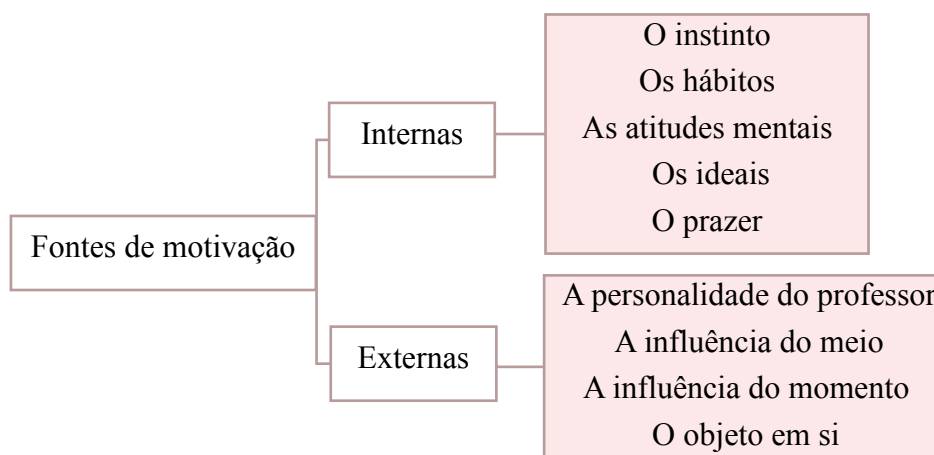 Fontes de motivação
Internas
O instinto
Os hábitos
As atitudes mentais
Os ideais
O prazer
Externas
A personalidade do professor
A influência do meio
A influência do momento
O objeto em si